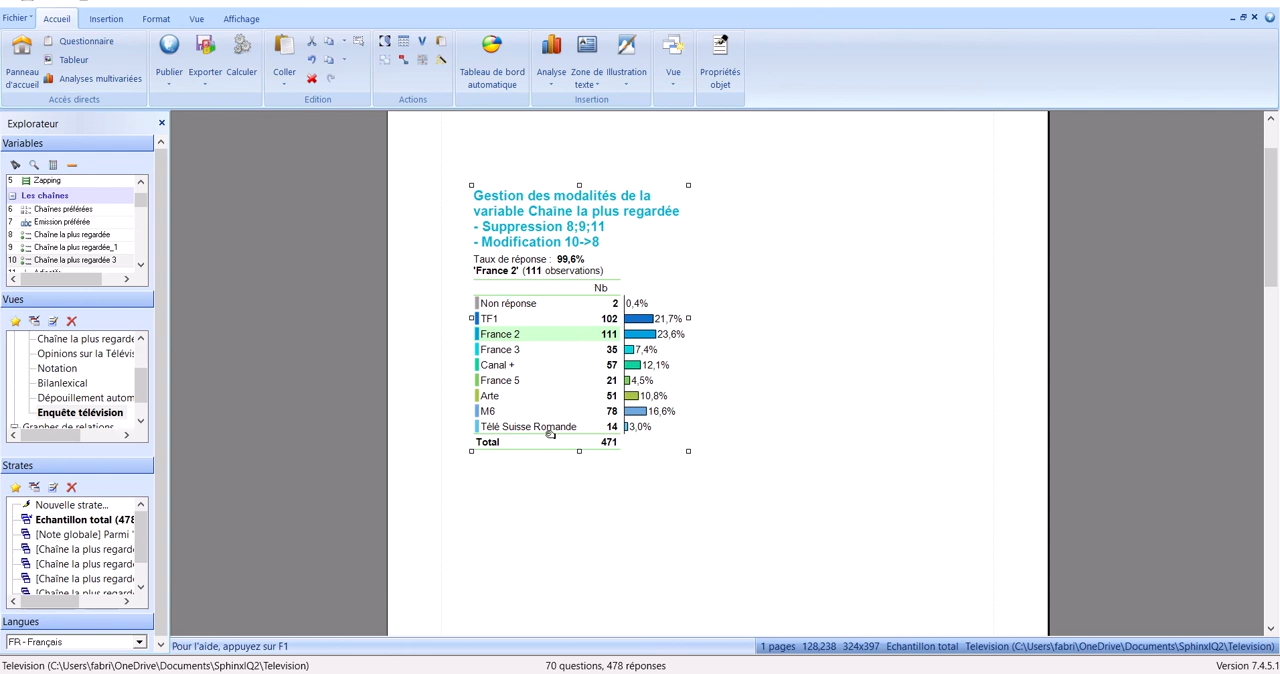 Fichier
Accueil
Insertion
Format
Vue
Affichage
Panneau d'accueil
Questionnaire
Tableur
Analyses multivariées
Accès directs
Publier
Exporter
Calculer
Coller
Edition
Actions
Tableau de bord automatique
Analyse
Zone de texte
Illustration
Insertion
Vue
Propriétés objet
Explorateur
Variables
5 Zapping
Les chaînes
6 Chaînes préférées
7 abc Emission préférée
8 Chaîne la plus regardée
9 Chaîne la plus regardée_1
10 Chaîne la plus regardée 3
Vues
Chaîne la plus regarde
Opinions sur la Télévis
Notation
Bilanlexical
Dépouillement autom
Enquête télévision
Graphes de relations
Strates
Nouvelle strate...
Echantillon total (478
[Note globale] Parmi '
[Chaîne la plus regard
[Chaîne la plus regard
[Chaîne la plus regard
[Chaîne la plus regard
Langues
FR - Français
Gestion des modalités de la
variable Chaine la plus regardée
- Suppression 8;9;11
- Modification 10->8
Taux de réponse : 99,6%
'France 2' (111 observations)
Nb
Non réponse 2 0,4%
TF1 102 21,7%
France 2 111 23,6%
France 3 35 7,4%
Canal + 57 12,1%
France 5 21 4,5%
Arte 51 10,8%
M6 78 16,6%
Télé Suisse Romande 14 3,0%
Total 471
Pour l'aide, appuyez sur F1
1 pages 128,238 324x397 Echantillon total Television (C:\Users\fabri\OneDrive\Documents\SphinxIQ2\Television)
Television (C:\Users\fabri\OneDrive\Documents\SphinxIQ2\Television)
70 questions, 478 réponses
Version 7.4.5.1